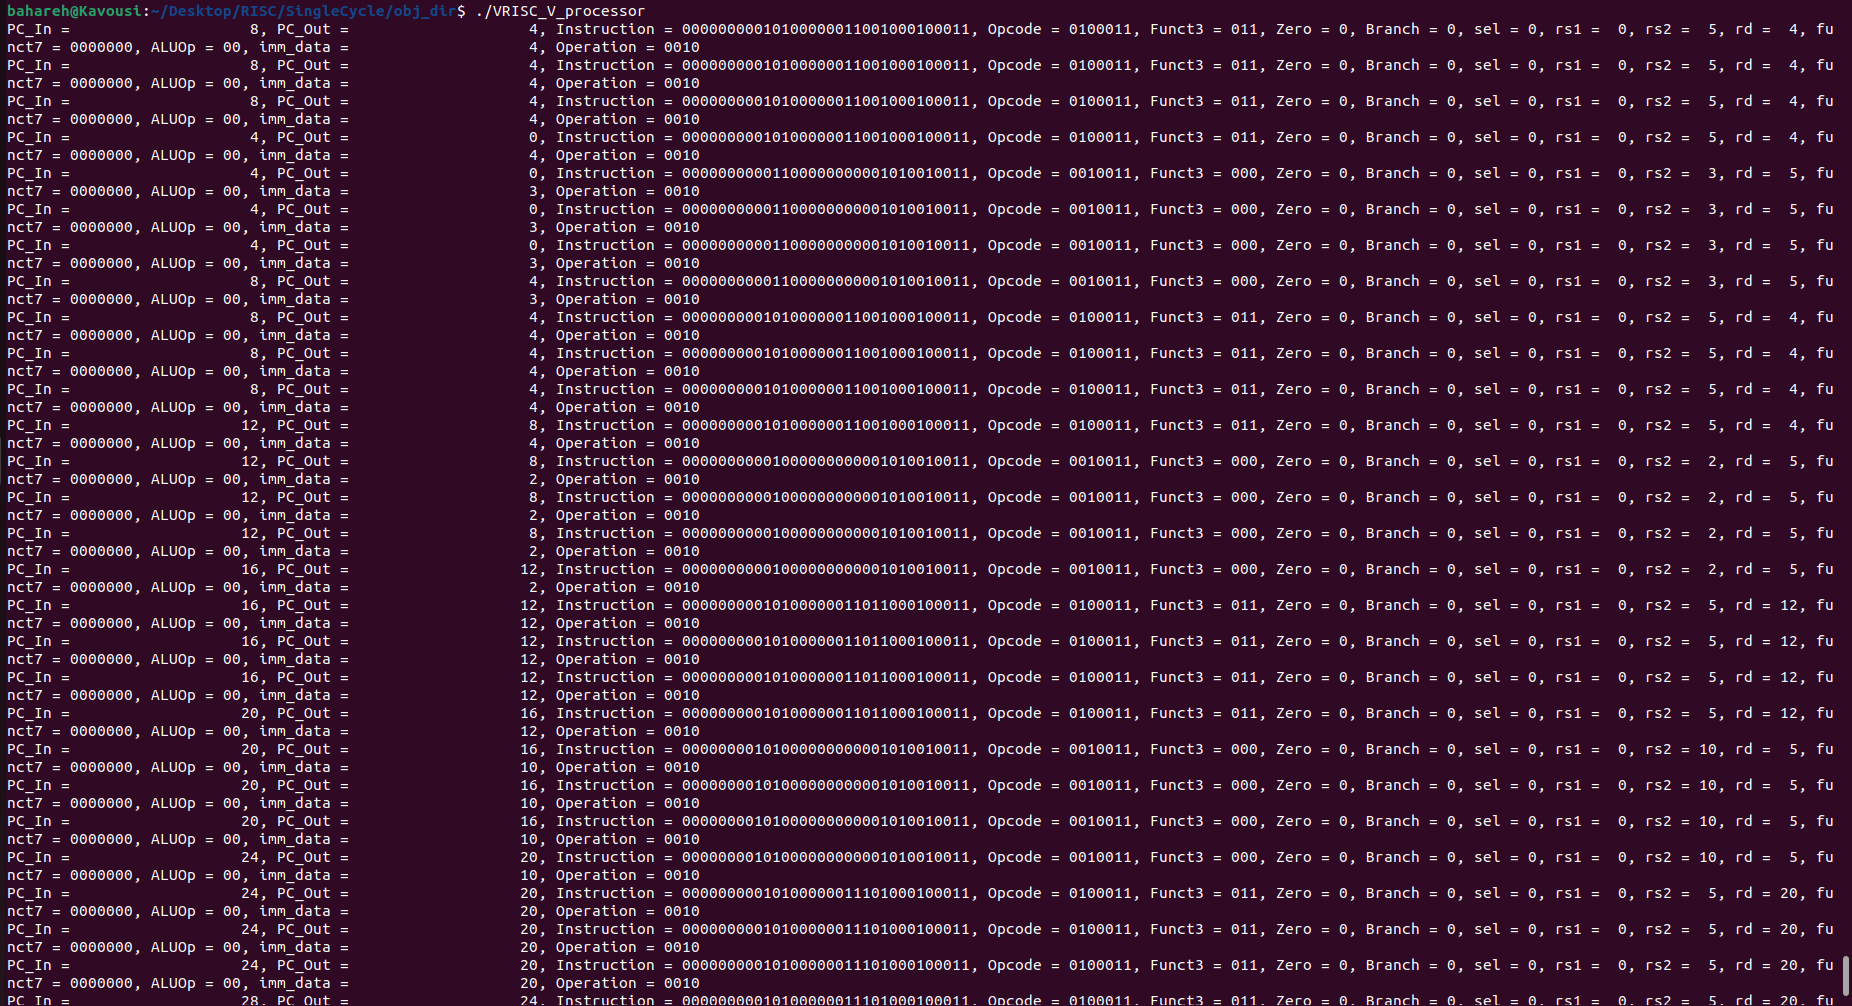 bahareh@Kavousi:~/Desktop/RISC/SingleCycle/obj_dir$ ./VRISC_V_processor
PC_In = 8, PC_Out = 4, Instruction = 00000000010100000011001000100011, Opcode = 0100011, Funct3 = 011, Zero = 0, Branch = 0, sel = 0, rs1 = 0, rs2 = 5, rd = 4, fu
nct7 = 0000000, ALUOp = 00, imm_data = 4, Operation = 0010
PC_In = 8, PC_Out = 4, Instruction = 00000000010100000011001000100011, Opcode = 0100011, Funct3 = 011, Zero = 0, Branch = 0, sel = 0, rs1 = 0, rs2 = 5, rd = 4, fu
nct7 = 0000000, ALUOp = 00, imm_data = 4, Operation = 0010
PC_In = 8, PC_Out = 4, Instruction = 00000000010100000011001000100011, Opcode = 0100011, Funct3 = 011, Zero = 0, Branch = 0, sel = 0, rs1 = 0, rs2 = 5, rd = 4, fu
nct7 = 0000000, ALUOp = 00, imm_data = 4, Operation = 0010
PC_In = 4, PC_Out = 0, Instruction = 00000000010100000011001000100011, Opcode = 0100011, Funct3 = 011, Zero = 0, Branch = 0, sel = 0, rs1 = 0, rs2 = 5, rd = 4, fu
nct7 = 0000000, ALUOp = 00, imm_data = 4, Operation = 0010
PC_In = 4, PC_Out = 0, Instruction = 00000000001100000000001010010011, Opcode = 0010011, Funct3 = 000, Zero = 0, Branch = 0, sel = 0, rs1 = 0, rs2 = 3, rd = 5, fu
nct7 = 0000000, ALUOp = 00, imm_data = 3, Operation = 0010
PC_In = 4, PC_Out = 0, Instruction = 00000000001100000000001010010011, Opcode = 0010011, Funct3 = 000, Zero = 0, Branch = 0, sel = 0, rs1 = 0, rs2 = 3, rd = 5, fu
nct7 = 0000000, ALUOp = 00, imm_data = 3, Operation = 0010
PC_In = 4, PC_Out = 0, Instruction = 00000000001100000000001010010011, Opcode = 0010011, Funct3 = 000, Zero = 0, Branch = 0, sel = 0, rs1 = 0, rs2 = 3, rd = 5, fu
nct7 = 0000000, ALUOp = 00, imm_data = 3, Operation = 0010
PC_In = 8, PC_Out = 4, Instruction = 00000000001100000000001010010011, Opcode = 0010011, Funct3 = 000, Zero = 0, Branch = 0, sel = 0, rs1 = 0, rs2 = 3, rd = 5, fu
nct7 = 0000000, ALUOp = 00, imm_data = 3, Operation = 0010
PC_In = 8, PC_Out = 4, Instruction = 00000000010100000011001000100011, Opcode = 0100011, Funct3 = 011, Zero = 0, Branch = 0, sel = 0, rs1 = 0, rs2 = 5, rd = 4, fu
nct7 = 0000000, ALUOp = 00, imm_data = 4, Operation = 0010
PC_In = 8, PC_Out = 4, Instruction = 00000000010100000011001000100011, Opcode = 0100011, Funct3 = 011, Zero = 0, Branch = 0, sel = 0, rs1 = 0, rs2 = 5, rd = 4, fu
nct7 = 0000000, ALUOp = 00, imm_data = 4, Operation = 0010
PC_In = 8, PC_Out = 4, Instruction = 00000000010100000011001000100011, Opcode = 0100011, Funct3 = 011, Zero = 0, Branch = 0, sel = 0, rs1 = 0, rs2 = 5, rd = 4, fu
nct7 = 0000000, ALUOp = 00, imm_data = 4, Operation = 0010
PC_In = 12, PC_Out = 8, Instruction = 00000000010100000011001000100011, Opcode = 0100011, Funct3 = 011, Zero = 0, Branch = 0, sel = 0, rs1 = 0, rs2 = 5, rd = 4, fu
nct7 = 0000000, ALUOp = 00, imm_data = 4, Operation = 0010
PC_In = 12, PC_Out = 8, Instruction = 00000000001000000000001010010011, Opcode = 0010011, Funct3 = 000, Zero = 0, Branch = 0, sel = 0, rs1 = 0, rs2 = 2, rd = 5, fu
nct7 = 0000000, ALUOp = 00, imm_data = 2, Operation = 0010
PC_In = 12, PC_Out = 8, Instruction = 00000000001000000000001010010011, Opcode = 0010011, Funct3 = 000, Zero = 0, Branch = 0, sel = 0, rs1 = 0, rs2 = 2, rd = 5, fu
nct7 = 0000000, ALUOp = 00, imm_data = 2, Operation = 0010
PC_In = 12, PC_Out = 8, Instruction = 00000000001000000000001010010011, Opcode = 0010011, Funct3 = 000, Zero = 0, Branch = 0, sel = 0, rs1 = 0, rs2 = 2, rd = 5, fu
nct7 = 0000000, ALUOp = 00, imm_data = 2, Operation = 0010
PC_In = 16, PC_Out = 12, Instruction = 00000000001000000000001010010011, Opcode = 0010011, Funct3 = 000, Zero = 0, Branch = 0, sel = 0, rs1 = 0, rs2 = 2, rd = 5, fu
nct7 = 0000000, ALUOp = 00, imm_data = 2, Operation = 0010
PC_In = 16, PC_Out = 12, Instruction = 00000000010100000011011000100011, Opcode = 0100011, Funct3 = 011, Zero = 0, Branch = 0, sel = 0, rs1 = 0, rs2 = 5, rd = 12, fu
nct7 = 0000000, ALUOp = 00, imm_data = 12, Operation = 0010
PC_In = 16, PC_Out = 12, Instruction = 00000000010100000011011000100011, Opcode = 0100011, Funct3 = 011, Zero = 0, Branch = 0, sel = 0, rs1 = 0, rs2 = 5, rd = 12, fu
nct7 = 0000000, ALUOp = 00, imm_data = 12, Operation = 0010
PC_In = 16, PC_Out = 12, Instruction = 00000000010100000011011000100011, Opcode = 0100011, Funct3 = 011, Zero = 0, Branch = 0, sel = 0, rs1 = 0, rs2 = 5, rd = 12, fu
nct7 = 0000000, ALUOp = 00, imm_data = 12, Operation = 0010
PC_In = 20, PC_Out = 16, Instruction = 00000000010100000011011000100011, Opcode = 0100011, Funct3 = 011, Zero = 0, Branch = 0, sel = 0, rs1 = 0, rs2 = 5, rd = 12, fu
nct7 = 0000000, ALUOp = 00, imm_data = 12, Operation = 0010
PC_In = 20, PC_Out = 16, Instruction = 00000000101000000000001010010011, Opcode = 0010011, Funct3 = 000, Zero = 0, Branch = 0, sel = 0, rs1 = 0, rs2 = 10, rd = 5, fu
nct7 = 0000000, ALUOp = 00, imm_data = 10, Operation = 0010
PC_In = 20, PC_Out = 16, Instruction = 00000000101000000000001010010011, Opcode = 0010011, Funct3 = 000, Zero = 0, Branch = 0, sel = 0, rs1 = 0, rs2 = 10, rd = 5, fu
nct7 = 0000000, ALUOp = 00, imm_data = 10, Operation = 0010
PC_In = 20, PC_Out = 16, Instruction = 00000000101000000000001010010011, Opcode = 0010011, Funct3 = 000, Zero = 0, Branch = 0, sel = 0, rs1 = 0, rs2 = 10, rd = 5, fu
nct7 = 0000000, ALUOp = 00, imm_data = 10, Operation = 0010
PC_In = 24, PC_Out = 20, Instruction = 00000000101000000000001010010011, Opcode = 0010011, Funct3 = 000, Zero = 0, Branch = 0, sel = 0, rs1 = 0, rs2 = 10, rd = 5, fu
nct7 = 0000000, ALUOp = 00, imm_data = 10, Operation = 0010
PC_In = 24, PC_Out = 20, Instruction = 00000000010100000011101000100011, Opcode = 0100011, Funct3 = 011, Zero = 0, Branch = 0, sel = 0, rs1 = 0, rs2 = 5, rd = 20, fu
nct7 = 0000000, ALUOp = 00, imm_data = 20, Operation = 0010
PC_In = 24, PC_Out = 20, Instruction = 00000000010100000011101000100011, Opcode = 0100011, Funct3 = 011, Zero = 0, Branch = 0, sel = 0, rs1 = 0, rs2 = 5, rd = 20, fu
nct7 = 0000000, ALUOp = 00, imm_data = 20, Operation = 0010
PC_In = 24, PC_Out = 20, Instruction = 00000000010100000011101000100011, Opcode = 0100011, Funct3 = 011, Zero = 0, Branch = 0, sel = 0, rs1 = 0, rs2 = 5, rd = 20, fu
nct7 = 0000000, ALUOp = 00, imm_data = 20, Operation = 0010
PC_In = 28, PC_Out = 24, Instruction = 00000000010100000011101000100011, Opcode = 0100011, Funct3 = 011, Zero = 0, Branch = 0, sel = 0, rs1 = 0, rs2 = 5, rd = 20, fu